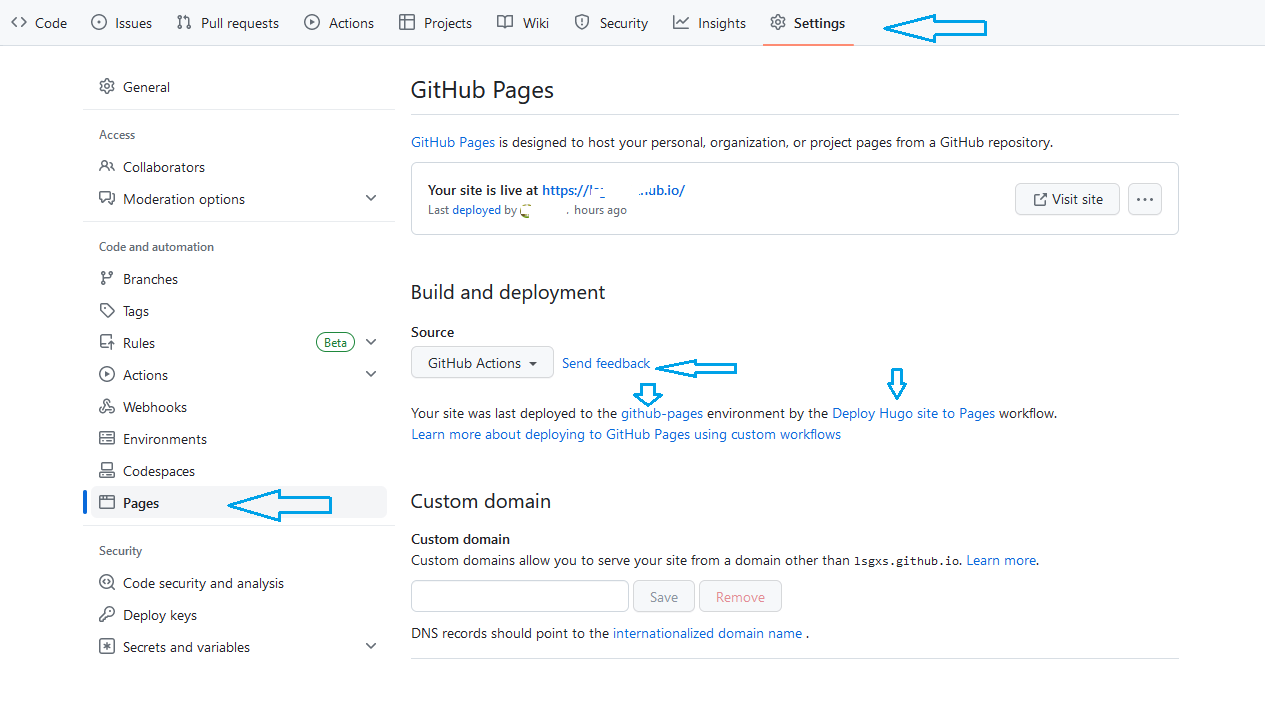 Code Issues Pull requests Actions Projects Wiki Security Insights Settings
General
Access
Collaborators
Moderation options
Code and automation
Branches
Tags
Rules Beta
Actions
Webhooks
Environments
Codespaces
Pages
Security
Code security and analysis
Deploy keys
Secrets and variables
GitHub Pages
GitHub Pages is designed to host your personal, organization, or project pages from a GitHub repository.
Your site is live at https:// ub.io/
Last deployed by hours ago
Visit site
Build and deployment
Source
GitHub Actions Send feedback
Your site was last deployed to the github-pages environment by the Deploy Hugo site to Pages workflow.
Learn more about deploying to GitHub Pages using custom workflows
Custom domain
Custom domain
Custom domains allow you to serve your site from a domain other than lsgxs.github.io. Learn more.
Save Remove
DNS records should point to the internationalized domain name .